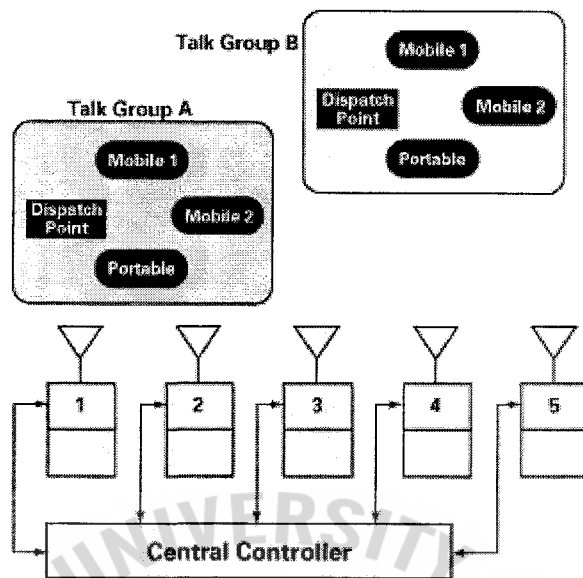 Talk Group B
Mobile 1
Dispatch
Point
Mobile 2
Portable
Talk Group A
Mobile 1
Dispatch
Point
Mobile 2
Portable
1
2
3
4
5
UNIVERSITY
Central Controller